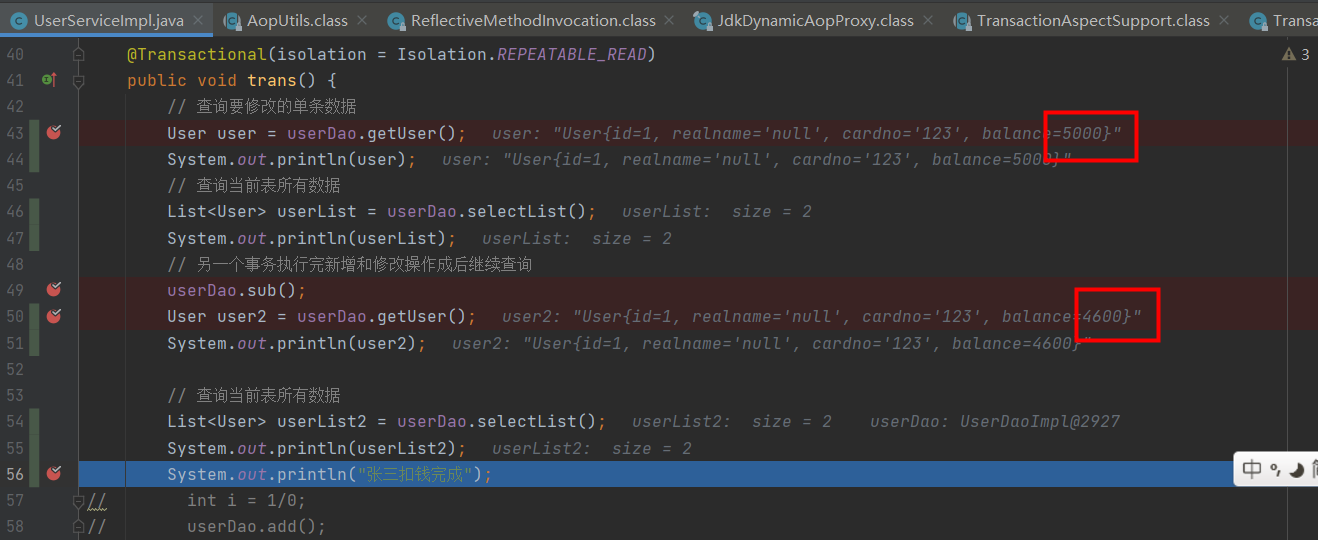 UserServiceImpl.java AopUtils.class ReflectiveMethodInvocation.class JdkDynamicAopProxy.class TransactionAspectSupport.class Transa
40 @Transactional(isolation = Isolation.REPEATABLE_READ) 3
41 public void trans() {
42 // 查询要修改的单条数据
43 User user = userDao.getUser(); user: "User{id=1, realname='null', cardno='123', balance=5000}"
44 System.out.println(user); user: "User{id=1, realname='null', cardno='123', balance=5000}"
45 // 查询当前表所有数据
46 List<User> userList = userDao.selectList(); userList: size = 2
47 System.out.println(userList); userList: size = 2
48 // 另一个事务执行完新增和修改操作成后继续查询
49 userDao.sub();
50 User user2 = userDao.getUser(); user2: "User{id=1, realname='null', cardno='123', balance=4600}"
51 System.out.println(user2); user2: "User{id=1, realname='null', cardno='123', balance=4600}"
52
53 // 查询当前表所有数据
54 List<User> userList2 = userDao.selectList(); userList2: size = 2 userDao: UserDaoImpl@2927
55 System.out.println(userList2); userList2: size = 2
56 System.out.println("张三扣钱完成");
中 °, 简
57 // int i = 1/0;
58 // userDao.add();